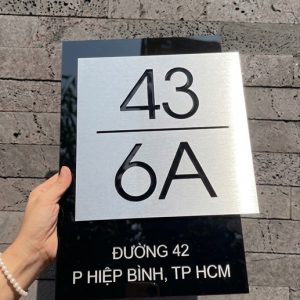 43
6A
ĐƯỜNG 42
P HIỆP BÌNH, TP HCM